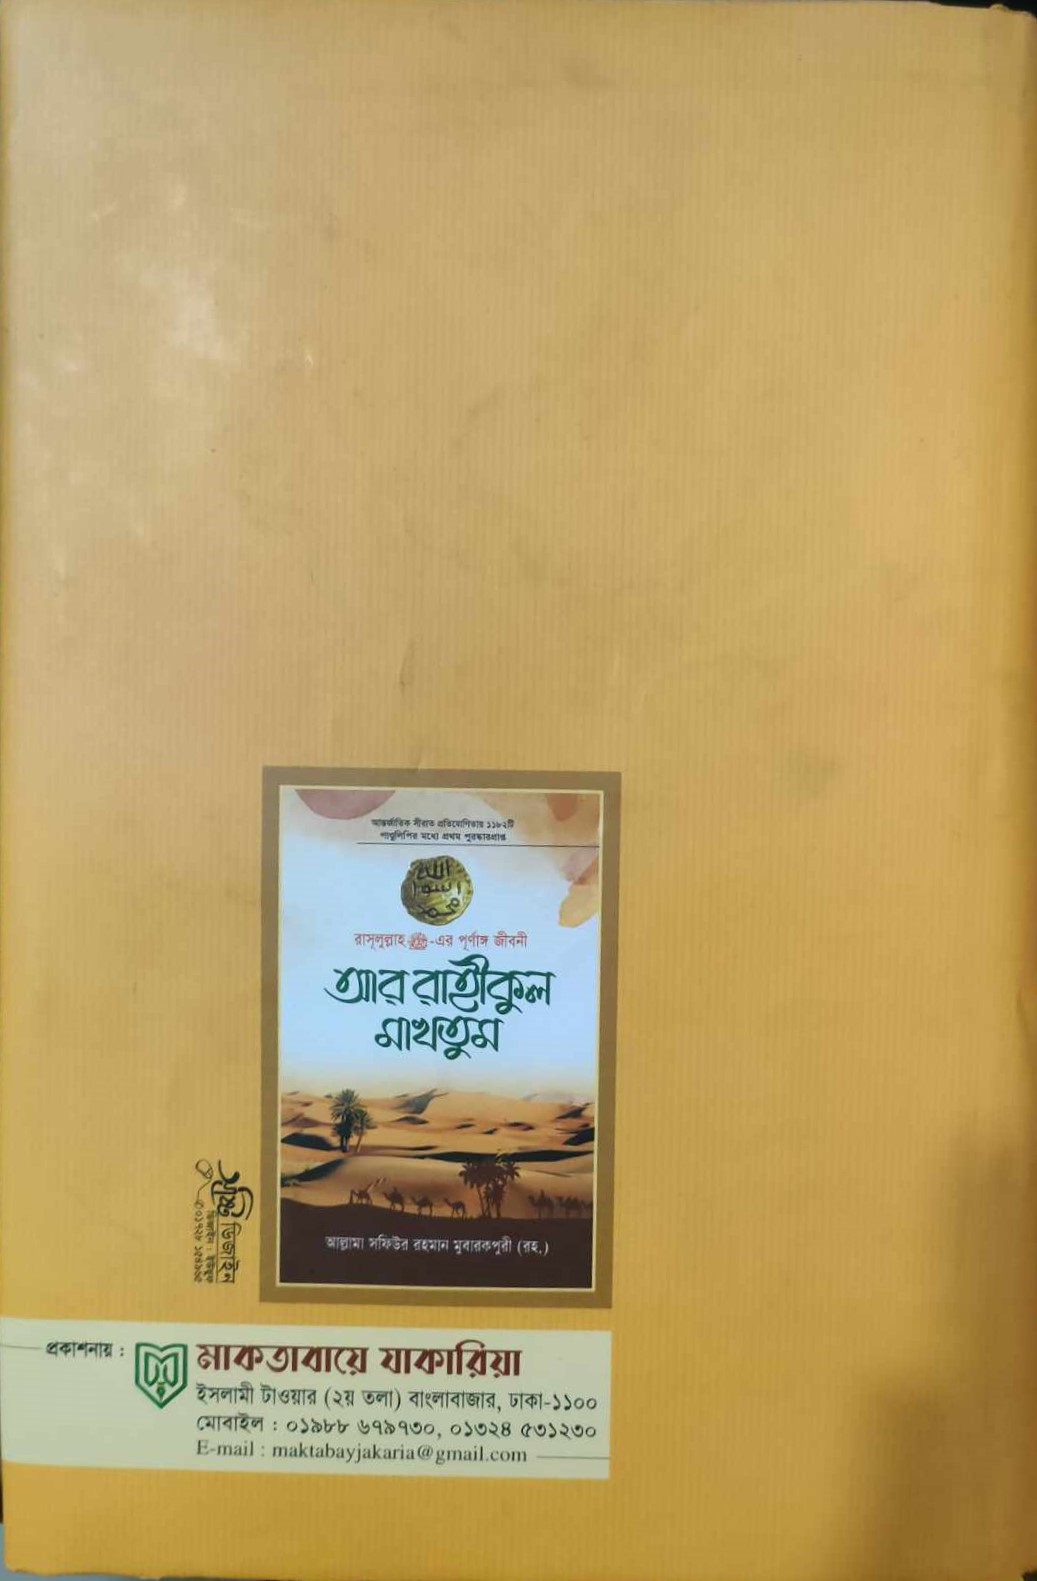 আন্তর্জাতিক সীরাত প্রতিযোগিতায় ১১৮২টি
পাণ্ডুলিপির মধ্যে প্রথম পুরস্কারপ্রাপ্ত
রাসূলুল্লাহ ﷺ-এর পূর্ণাঙ্গ জীবনী
আর রাহীকুল
মাখতুম
আল্লামা সফিউর রহমান মুবারকপুরী (রহ.)
ডিজাইন
প্রকাশনায় :
মাকতাবায়ে যাকারিয়া
ইসলামী টাওয়ার (২য় তলা) বাংলাবাজার, ঢাকা-১১০০
মোবাইল : ০১৯৮৮ ৬৭৯৭৩০, ০১৩২৪ ৫৩১২৩০
E-mail : maktabayjakaria@gmail.com